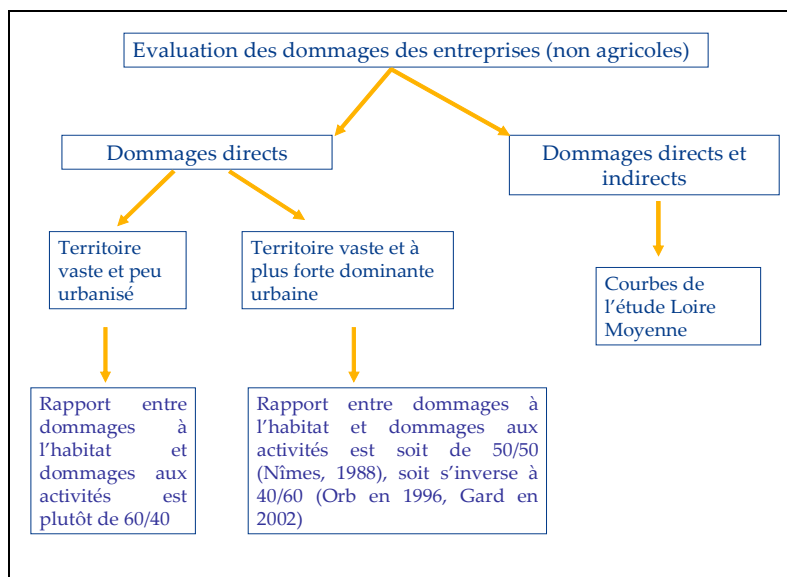 Evaluation des dommages des entreprises (non agricoles)
Dommages directs
Dommages directs et
indirects
Territoire
vaste et peu
urbanisé
Territoire vaste et à
plus forte dominante
urbaine
Courbes de
l’étude Loire
Moyenne
Rapport entre
dommages à
l’habitat et
dommages aux
activités est
plutôt de 60/40
Rapport entre dommages à
l’habitat et dommages aux
activités est soit de 50/50
(Nîmes, 1988), soit s’inverse à
40/60 (Orb en 1996, Gard en
2002)